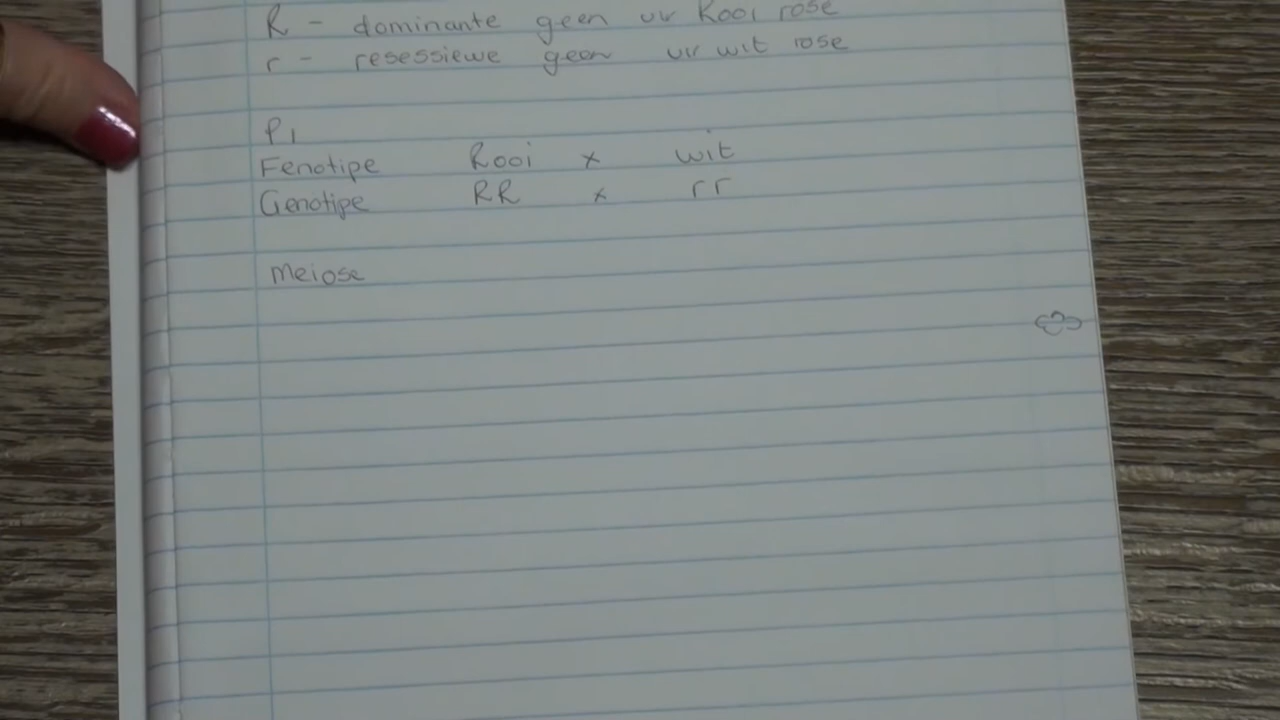 R - dominante geen vir Rooi rose
r - resessiewe geen vir wit rose
P1
Fenotipe Rooi x wit
Genotipe RR x rr
meiose